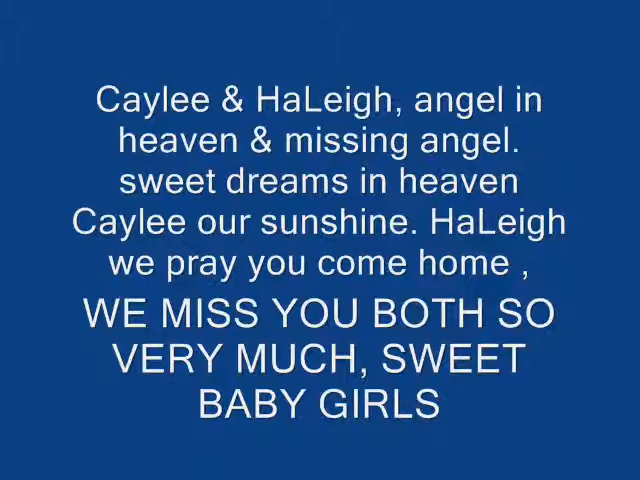 Caylee & HaLeigh, angel in
heaven & missing angel.
sweet dreams in heaven
Caylee our sunshine. HaLeigh
we pray you come home ,
WE MISS YOU BOTH SO
VERY MUCH, SWEET
BABY GIRLS